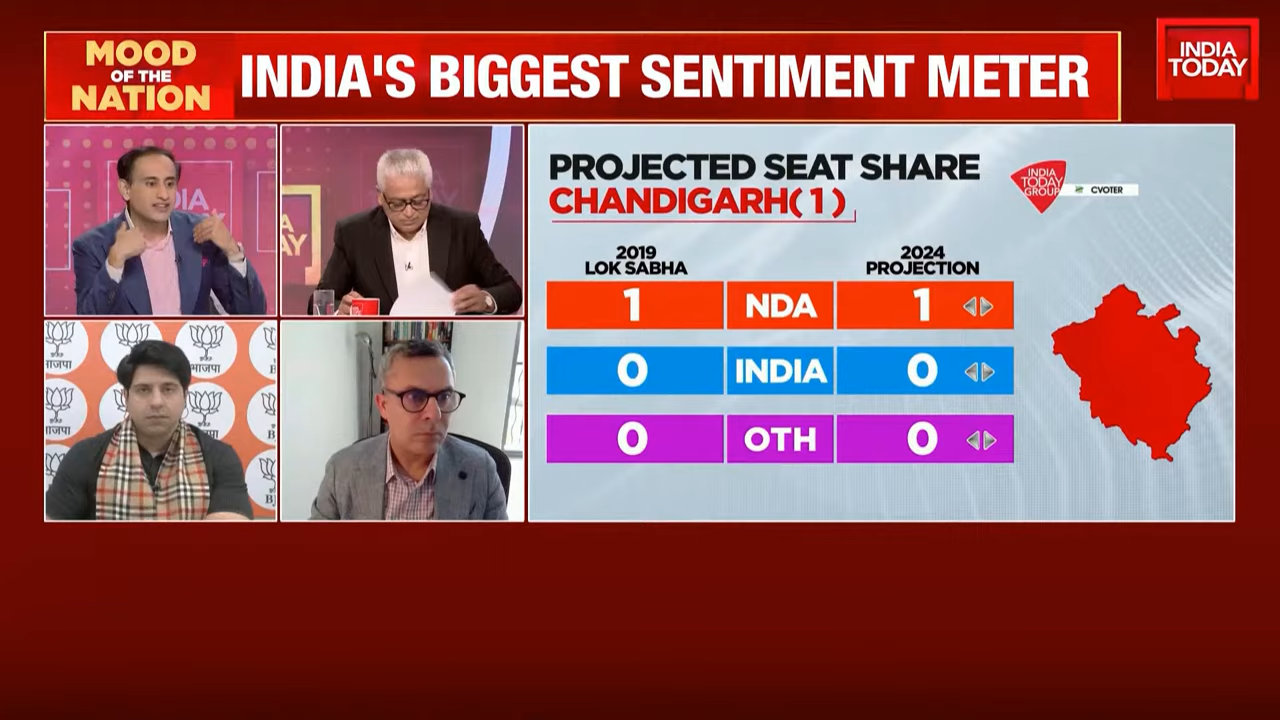 MOOD
OF THE
NATION
INDIA'S BIGGEST SENTIMENT METER
INDIA
TODAY
PROJECTED SEAT SHARE
CHANDIGARH(1)
INDIA
TODAY
GROUP
CVOTER
2019
LOK SABHA
2024
PROJECTION
1 NDA 1
0 INDIA 0
0 OTH 0
भाजपा